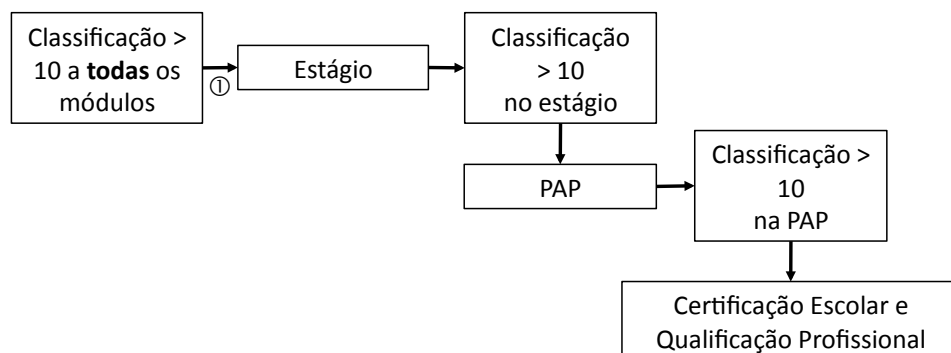 Classificação >
10 a todas os
módulos
①
Estágio
Classificação
> 10
no estágio
PAP
Classificação >
10
na PAP
Certificação Escolar e
Qualificação Profissional